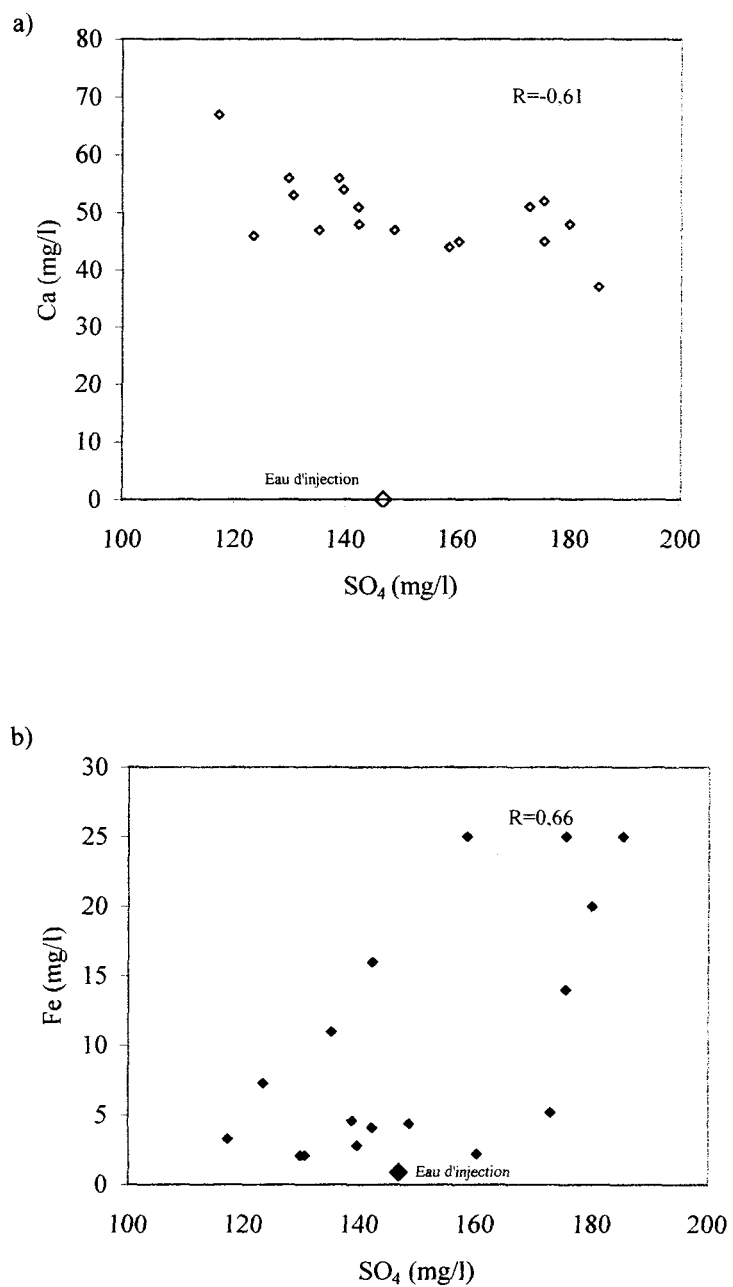 a)
80
R=-0,61
70
60
50
Ca (mg/l)
40
30
20
10
Eau d'injection
0
100 120 140 160 180 200
SO₄ (mg/l)
b)
30
R=0,66
25
20
Fe (mg/l)
15
10
5
Eau d'injection
0
100 120 140 160 180 200
SO₄ (mg/l)